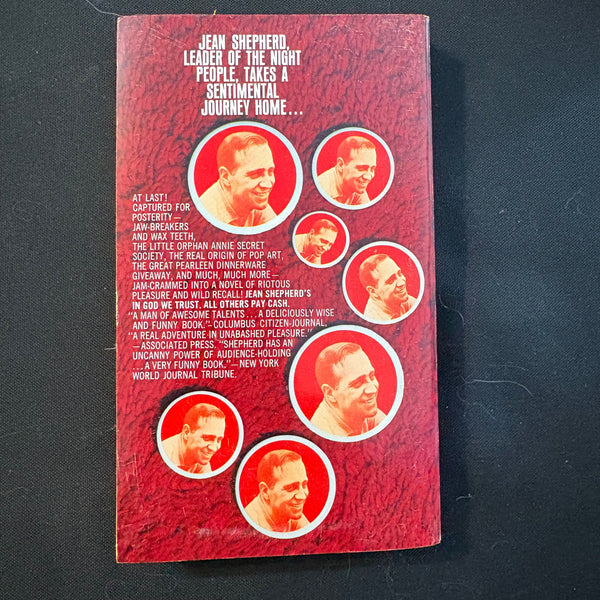 JEAN SHEPHERD,
LEADER OF THE NIGHT
PEOPLE, TAKES A
SENTIMENTAL
JOURNEY HOME...
AT LAST!
CAPTURED FOR
POSTERITY—
JAW-BREAKERS
AND WAX TEETH,
THE LITTLE ORPHAN ANNIE SECRET
SOCIETY, THE REAL ORIGIN OF POP ART,
THE GREAT PEARLEEN DINNERWARE
GIVEAWAY, AND MUCH, MUCH MORE—
JAM-CRAMMED INTO A NOVEL OF RIOTOUS
PLEASURE AND WILD RECALL! JEAN SHEPHERD'S
IN GOD WE TRUST, ALL OTHERS PAY CASH.
"A MAN OF AWESOME TALENTS...A DELICIOUSLY WISE
AND FUNNY BOOK."—COLUMBUS CITIZEN-JOURNAL.
"A REAL ADVENTURE IN UNABASHED PLEASURE."
—ASSOCIATED PRESS. "SHEPHERD HAS AN
UNCANNY POWER OF AUDIENCE-HOLDING
...A VERY FUNNY BOOK."—NEW YORK
WORLD JOURNAL TRIBUNE.